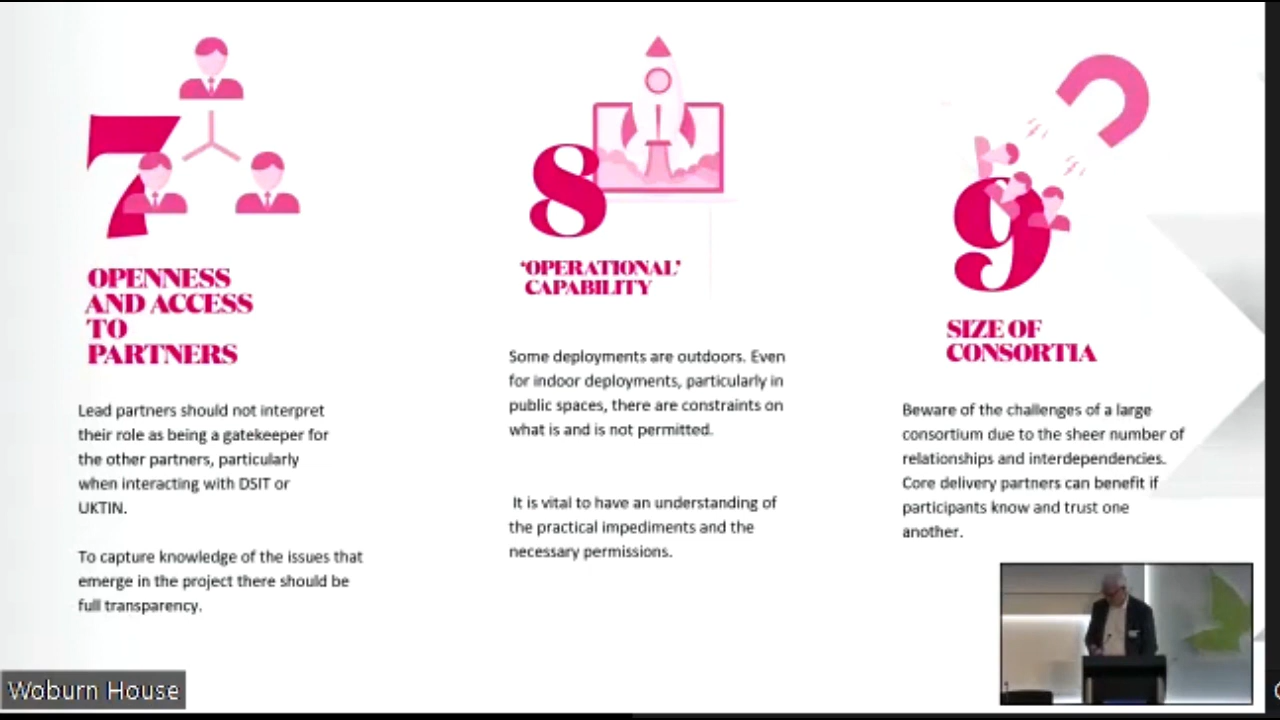 7
OPENNESS
AND ACCESS
TO
PARTNERS
Lead partners should not interpret
their role as being a gatekeeper for
the other partners, particularly
when interacting with DSIT or
UKTIN.
To capture knowledge of the issues that
emerge in the project there should be
full transparency.
8
‘OPERATIONAL’
CAPABILITY
Some deployments are outdoors. Even
for indoor deployments, particularly in
public spaces, there are constraints on
what is and is not permitted.
It is vital to have an understanding of
the practical impediments and the
necessary permissions.
9
SIZE OF
CONSORTIA
Beware of the challenges of a large
consortium due to the sheer number of
relationships and interdependencies.
Core delivery partners can benefit if
participants know and trust one
another.
Woburn House